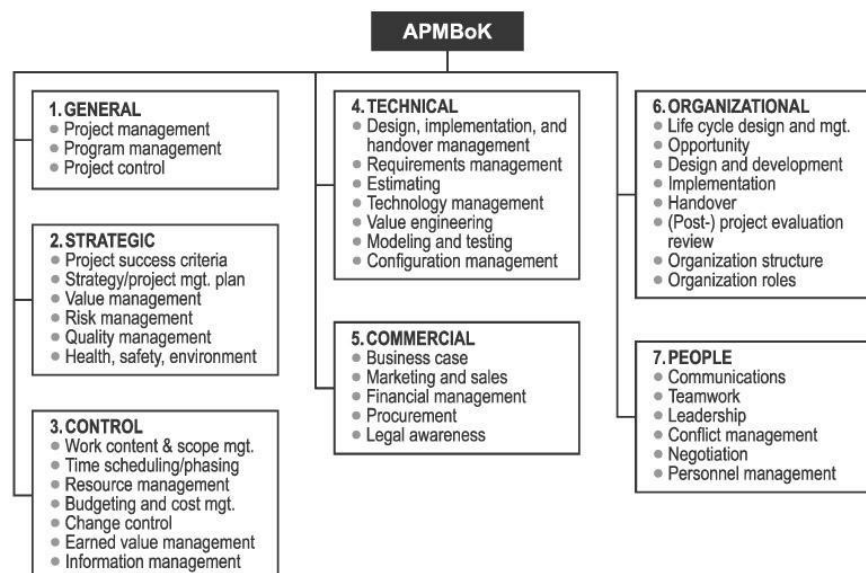 APMBoK
1. GENERAL
Project management
Program management
Project control
2. STRATEGIC
Project success criteria
Strategy/project mgt. plan
Value management
Risk management
Quality management
Health, safety, environment
3. CONTROL
Work content & scope mgt.
Time scheduling/phasing
Resource management
Budgeting and cost mgt.
Change control
Earned value management
Information management
4. TECHNICAL
Design, implementation, and
handover management
Requirements management
Estimating
Technology management
Value engineering
Modeling and testing
Configuration management
5. COMMERCIAL
Business case
Marketing and sales
Financial management
Procurement
Legal awareness
6. ORGANIZATIONAL
Life cycle design and mgt.
Opportunity
Design and development
Implementation
Handover
(Post-) project evaluation
review
Organization structure
Organization roles
7. PEOPLE
Communications
Teamwork
Leadership
Conflict management
Negotiation
Personnel management